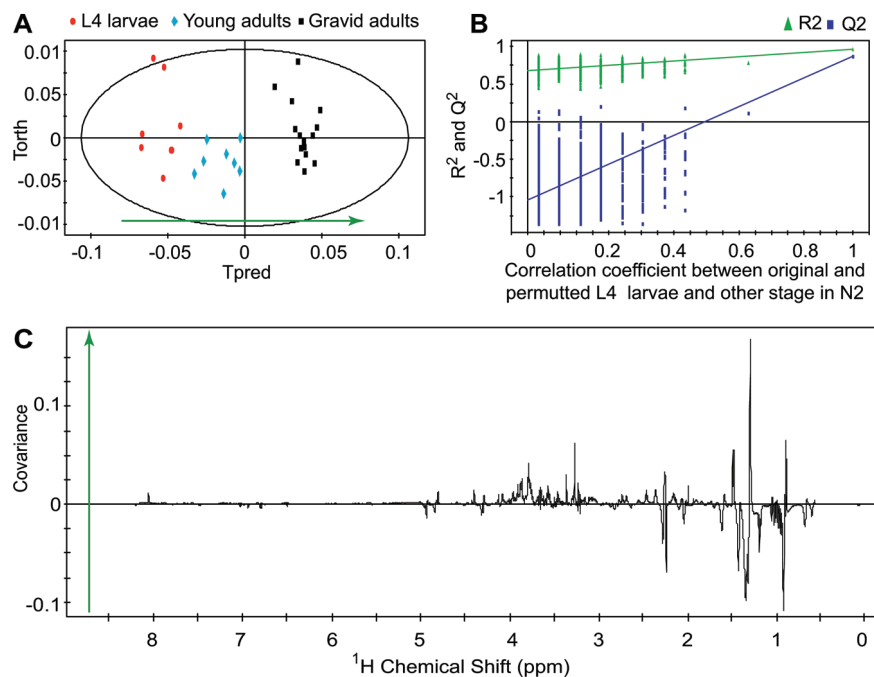 A
L4 larvae
Young adults
Gravid adults
0.01
0.05
0
-0.05
-0.01
Torth
-0.1
-0.05
0
0.05
0.1
Tpred
B
R2
Q2
1
0.5
0
-0.5
-1
R2 and Q2
0
0.2
0.4
0.6
0.8
1
Correlation coefficient between original and
permutted L4 larvae and other stage in N2
C
0.1
0
-0.1
Covariance
8
7
6
5
4
3
2
1
0
1H Chemical Shift (ppm)